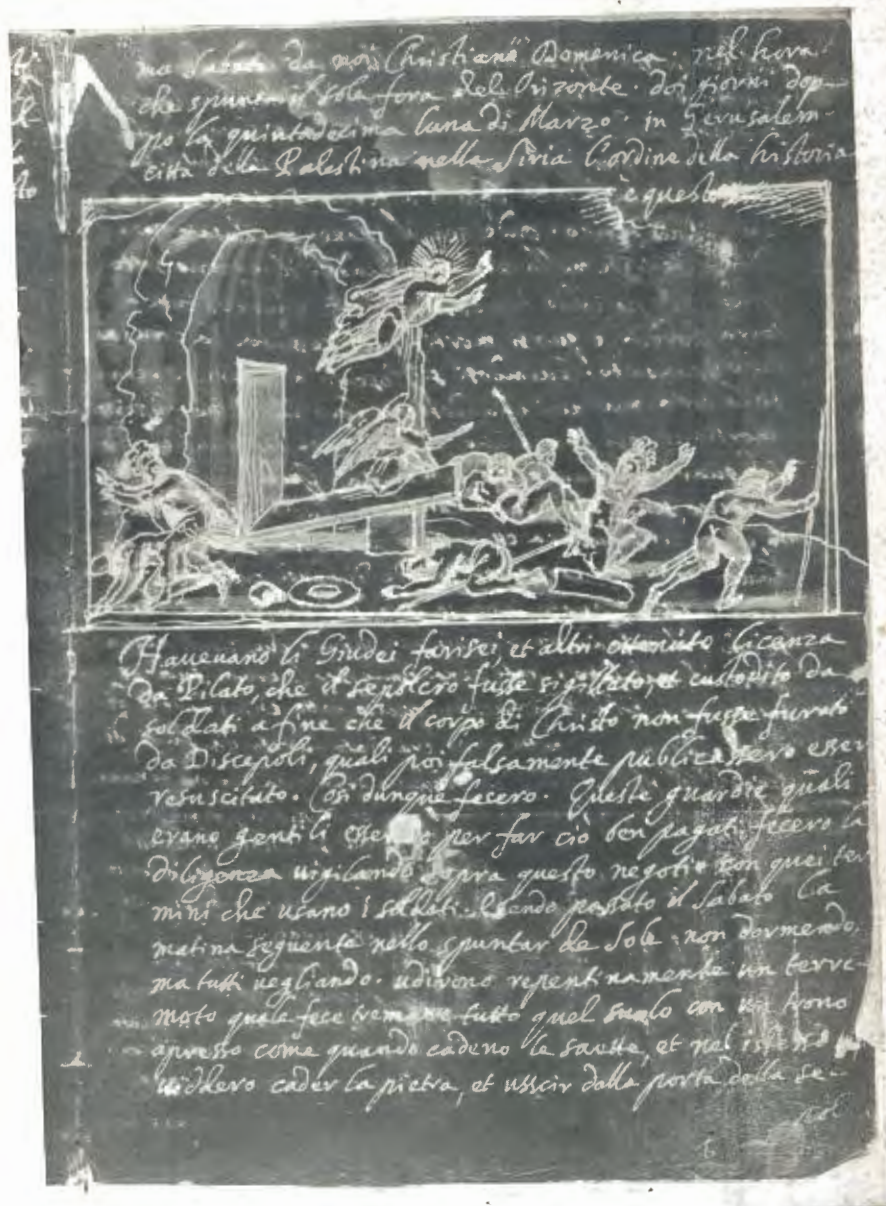 ma Sabato da noi Christiani Domenica. nel hora
che spunta il sole fora del Orizonte. doi giorni dop-
po la quintadecima luna di Marzo. in Gerusalem-
città della Palestina nella Siria l'ordine della historia
è questo
Haueuano li Giudei farisei, et altri ottenuto licenza
da Pilato, che il sepolcro fusse sigillato, et custodito da
soldati a fine che il corpo di Christo non fusse furato
da Discepoli, quali poi falsamente publicassero esser
resuscitato. Cosi dunque fecero. Queste guardie quali
erano gentili essendo per far ciò ben pagati fecero la
diligenza uigilando sopra questo negotio con quei ter
mini che usano i soldati. Essendo passato il Sabato la
matina seguente nello spuntar de Sole. non dormendo,
ma tutti uegliando. udirono repentinamente un terre-
moto quale fece tremare tutto quel suolo con un trono
apresso come quando cadeno le saette, et nel istesso
uiddero cader la pietra, et usscir dalla porta della se-
pol